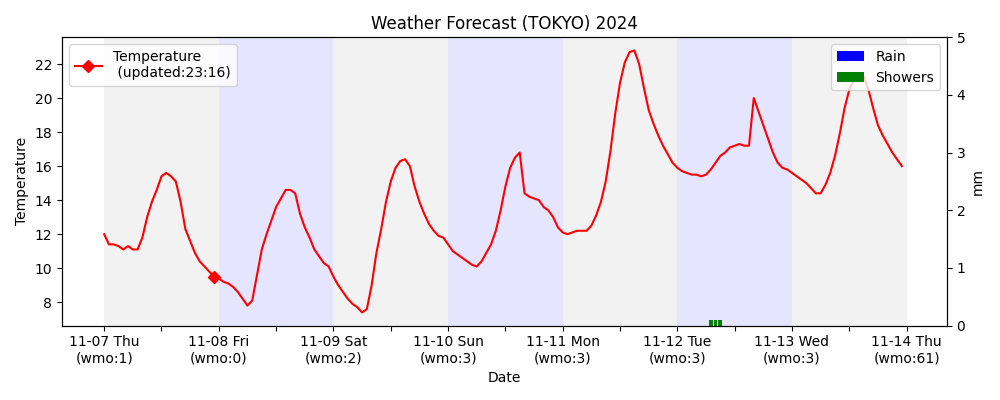 Weather Forecast (TOKYO) 2024
Temperature
(updated:23:16)
Rain
Showers
Temperature
22
20
18
16
14
12
10
8
5
4
3
2
1
0
mm
11-07 Thu
(wmo:1)
11-08 Fri
(wmo:0)
11-09 Sat
(wmo:2)
11-10 Sun
(wmo:3)
11-11 Mon
(wmo:3)
11-12 Tue
(wmo:3)
11-13 Wed
(wmo:3)
11-14 Thu
(wmo:61)
Date